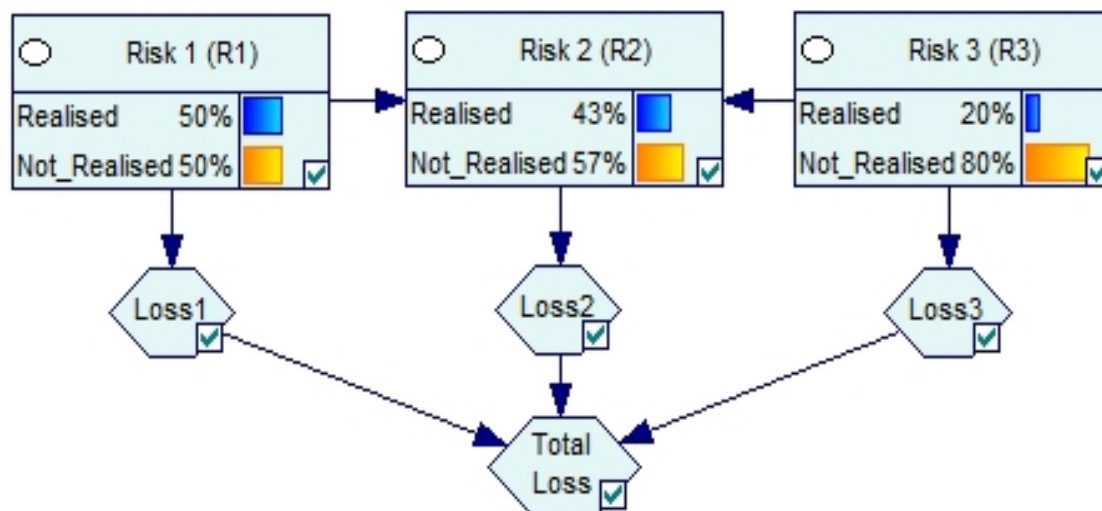 Risk 1 (R1)
Realised 50%
Not_Realised 50%
Risk 2 (R2)
Realised 43%
Not_Realised 57%
Risk 3 (R3)
Realised 20%
Not_Realised 80%
Loss1
Loss2
Loss3
Total
Loss